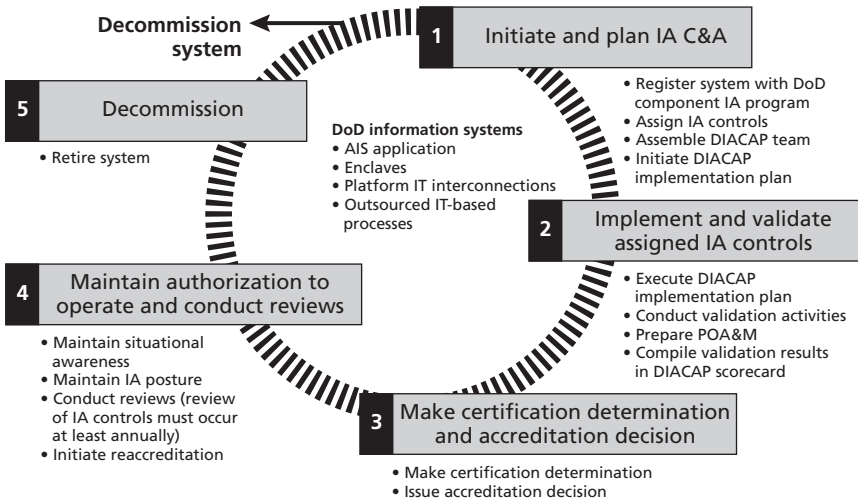 Decommission
system
1
Initiate and plan IA C&A
• Register system with DoD
component IA program
• Assign IA controls
• Assemble DIACAP team
• Initiate DIACAP
implementation plan
5
Decommission
• Retire system
DoD information systems
• AIS application
• Enclaves
• Platform IT interconnections
• Outsourced IT-based
processes
2
Implement and validate
assigned IA controls
• Execute DIACAP
implementation plan
• Conduct validation activities
• Prepare POA&M
• Compile validation results
in DIACAP scorecard
4
Maintain authorization to
operate and conduct reviews
• Maintain situational
awareness
• Maintain IA posture
• Conduct reviews (review
of IA controls must occur
at least annually)
• Initiate reaccreditation
3
Make certification determination
and accreditation decision
• Make certification determination
• Issue accreditation decision